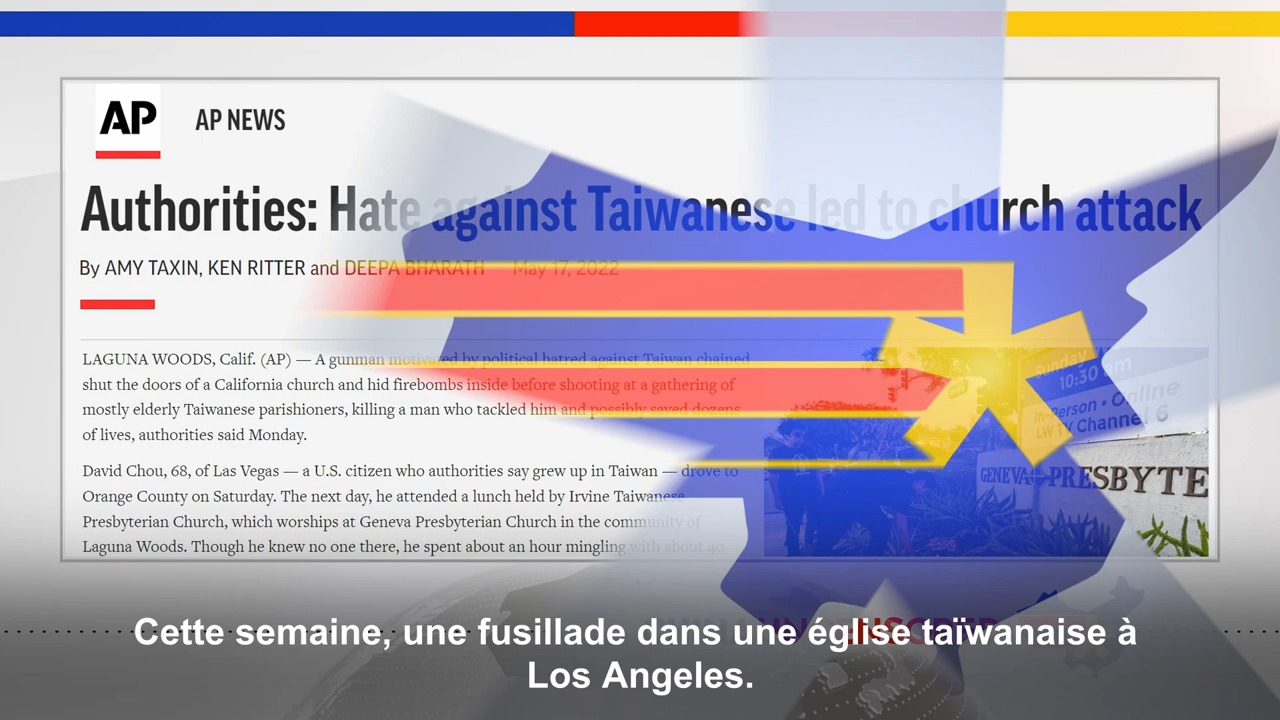 AP AP NEWS
Authorities: Hate against Taiwanese led to church attack
By AMY TAXIN, KEN RITTER and DEEPA BHARATH May 17, 2022
LAGUNA WOODS, Calif. (AP) — A gunman motivated by political hatred against Taiwan chained
shut the doors of a California church and hid firebombs inside before shooting at a gathering of
mostly elderly Taiwanese parishioners, killing a man who tackled him and possibly saved dozens
of lives, authorities said Monday.
David Chou, 68, of Las Vegas — a U.S. citizen who authorities say grew up in Taiwan — drove to
Orange County on Saturday. The next day, he attended a lunch held by Irvine Taiwanese
Presbyterian Church, which worships at Geneva Presbyterian Church in the community of
Laguna Woods. Though he knew no one there, he spent about an hour mingling with about 40
Sunday
10:30 am
In-Person • Online
LW TV Channel 6
GENEVA PRESBYTE
Cette semaine, une fusillade dans une église taïwanaise à
Los Angeles.